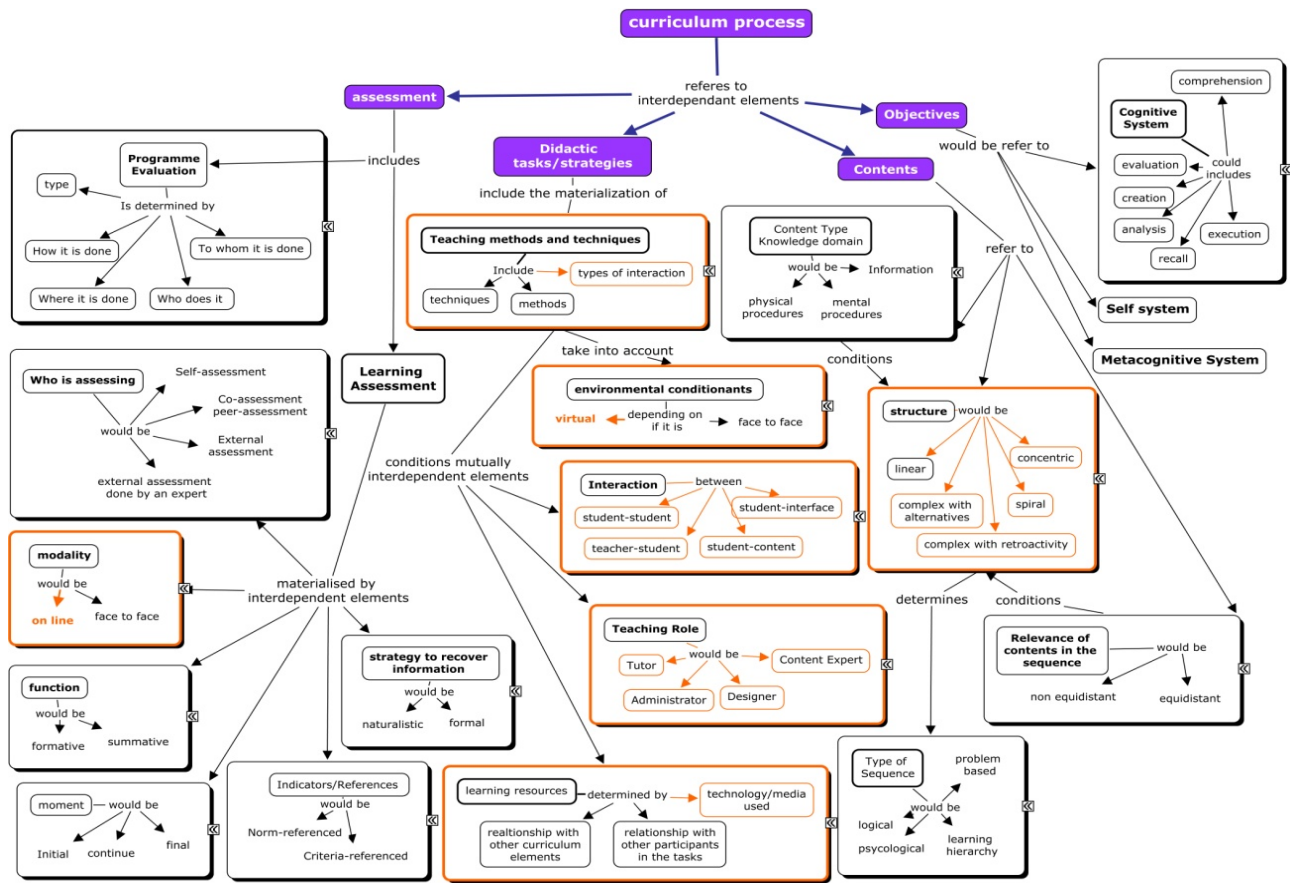 curriculum process
referes to
interdependant elements
assessment
Objectives
Didactic
tasks/strategies
Contents
includes
include the materialization of
would be refer to
refer to
comprehension
Cognitive
System
could
includes
evaluation
creation
analysis
recall
execution
Self system
Metacognitive System
Programme
Evaluation
type
Is determined by
How it is done
To whom it is done
Where it is done
Who does it
Teaching methods and techniques
Include
types of interaction
techniques
methods
Content Type
Knowledge domain
would be
Information
physical
procedures
mental
procedures
take into account
conditions
Learning
Assessment
Who is assessing
would be
Self-assessment
Co-assessment
peer-assessment
External
assessment
external assessment
done by an expert
environmental conditionants
virtual
depending on
if it is
face to face
structure
would be
linear
concentric
complex with
alternatives
spiral
complex with retroactivity
conditions mutually
interdependent elements
Interaction
between
student-student
student-interface
teacher-student
student-content
modality
would be
on line
face to face
materialised by
interdependent elements
determines
conditions
Teaching Role
would be
Tutor
Content Expert
Administrator
Designer
Relevance of
contents in the
sequence
would be
non equidistant
equidistant
strategy to recover
information
would be
naturalistic
formal
function
would be
formative
summative
moment
would be
Initial
continue
final
Indicators/References
would be
Norm-referenced
Criteria-referenced
learning resources
determined by
technology/media
used
realtionship with
other curriculum
elements
relationship with
other participants
in the tasks
Type of
Sequence
problem
based
would be
logical
psycological
learning
hierarchy